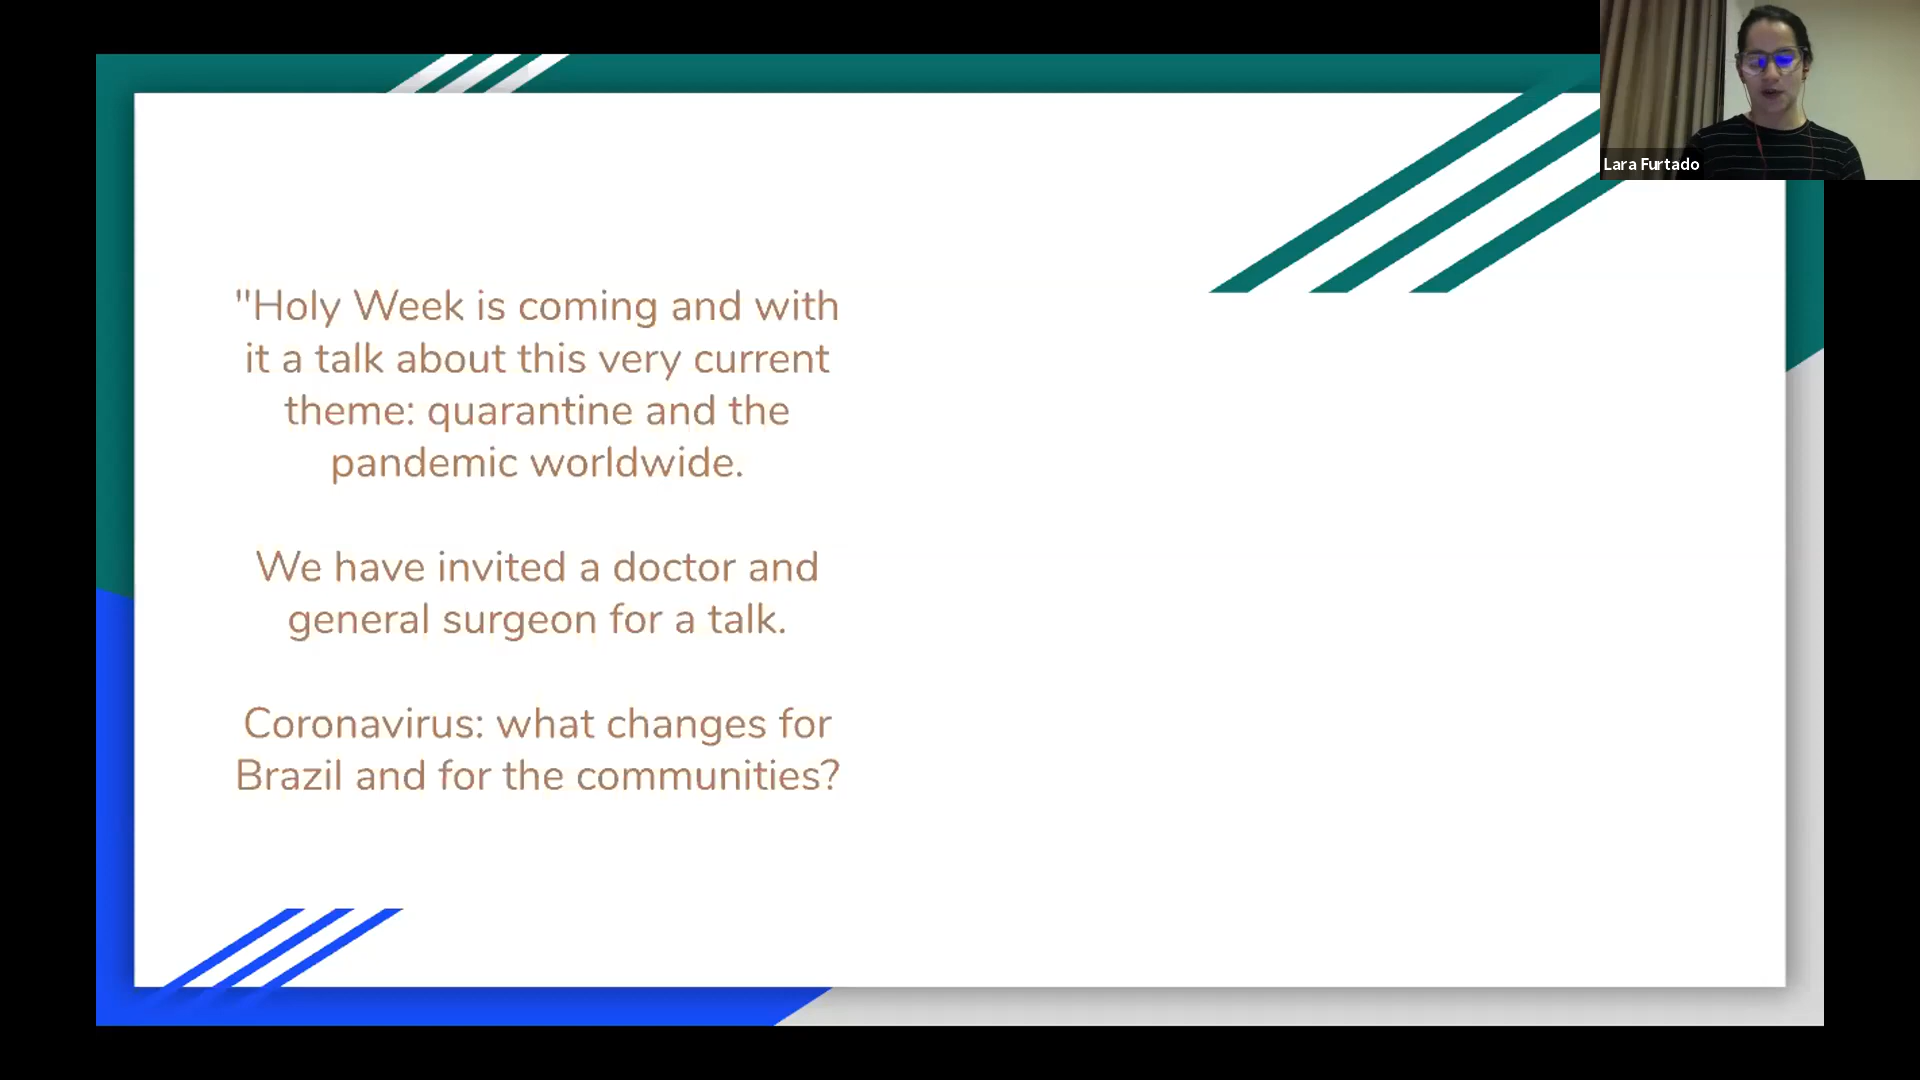 "Holy Week is coming and with
it a talk about this very current
theme: quarantine and the
pandemic worldwide.
We have invited a doctor and
general surgeon for a talk.
Coronavirus: what changes for
Brazil and for the communities?
Lara Furtado